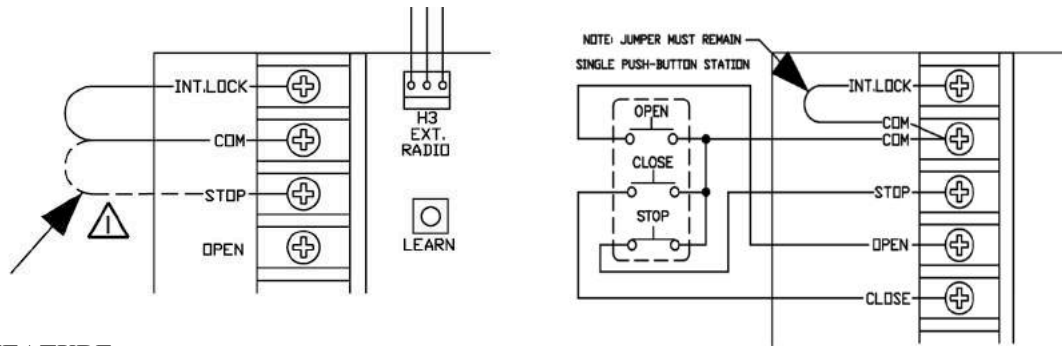 INT.LOCK
COM
STOP
OPEN
H3
EXT.
RADIO
LEARN
NOTE: JUMPER MUST REMAIN
SINGLE PUSH-BUTTON STATION
OPEN
CLOSE
STOP
INT.LOCK
COM
COM
STOP
OPEN
CLOSE